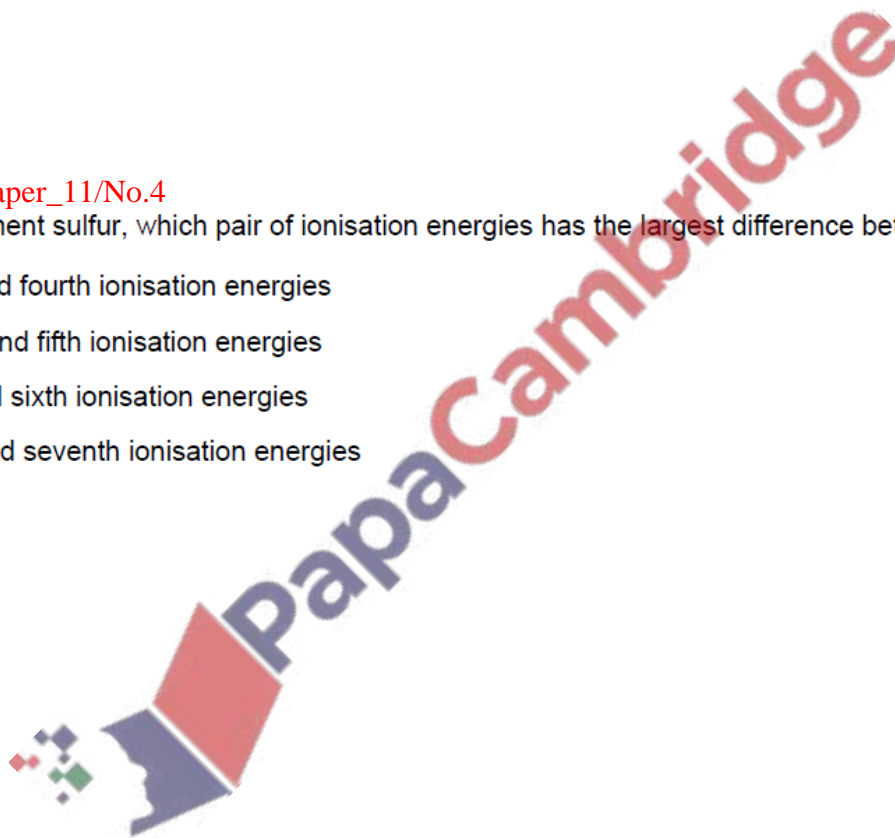 aper_11/No.4
nent sulfur, which pair of ionisation energies has the largest difference bet
d fourth ionisation energies
nd fifth ionisation energies
d sixth ionisation energies
d seventh ionisation energies
PapaCambridge